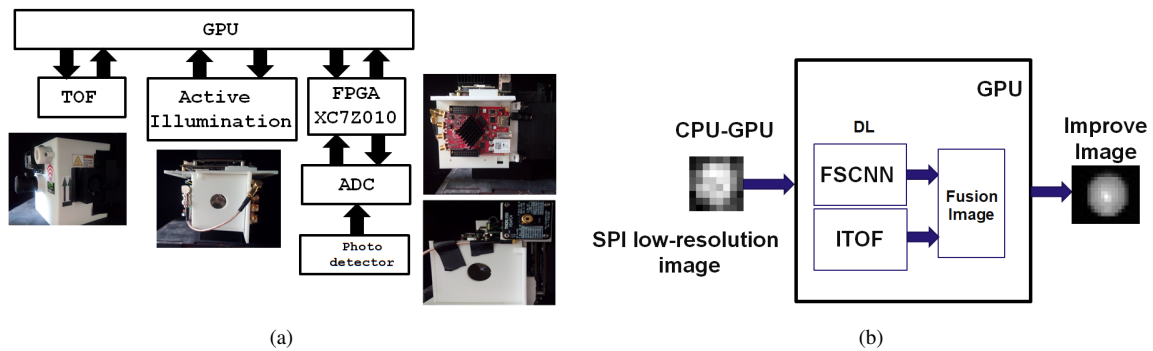 GPU
TOF
Active
Illumination
FPGA
XC7Z010
ADC
Photo
detector
(a)
GPU
CPU-GPU
SPI low-resolution
image
DL
FSCNN
ITOF
Fusion
Image
Improve
Image
(b)